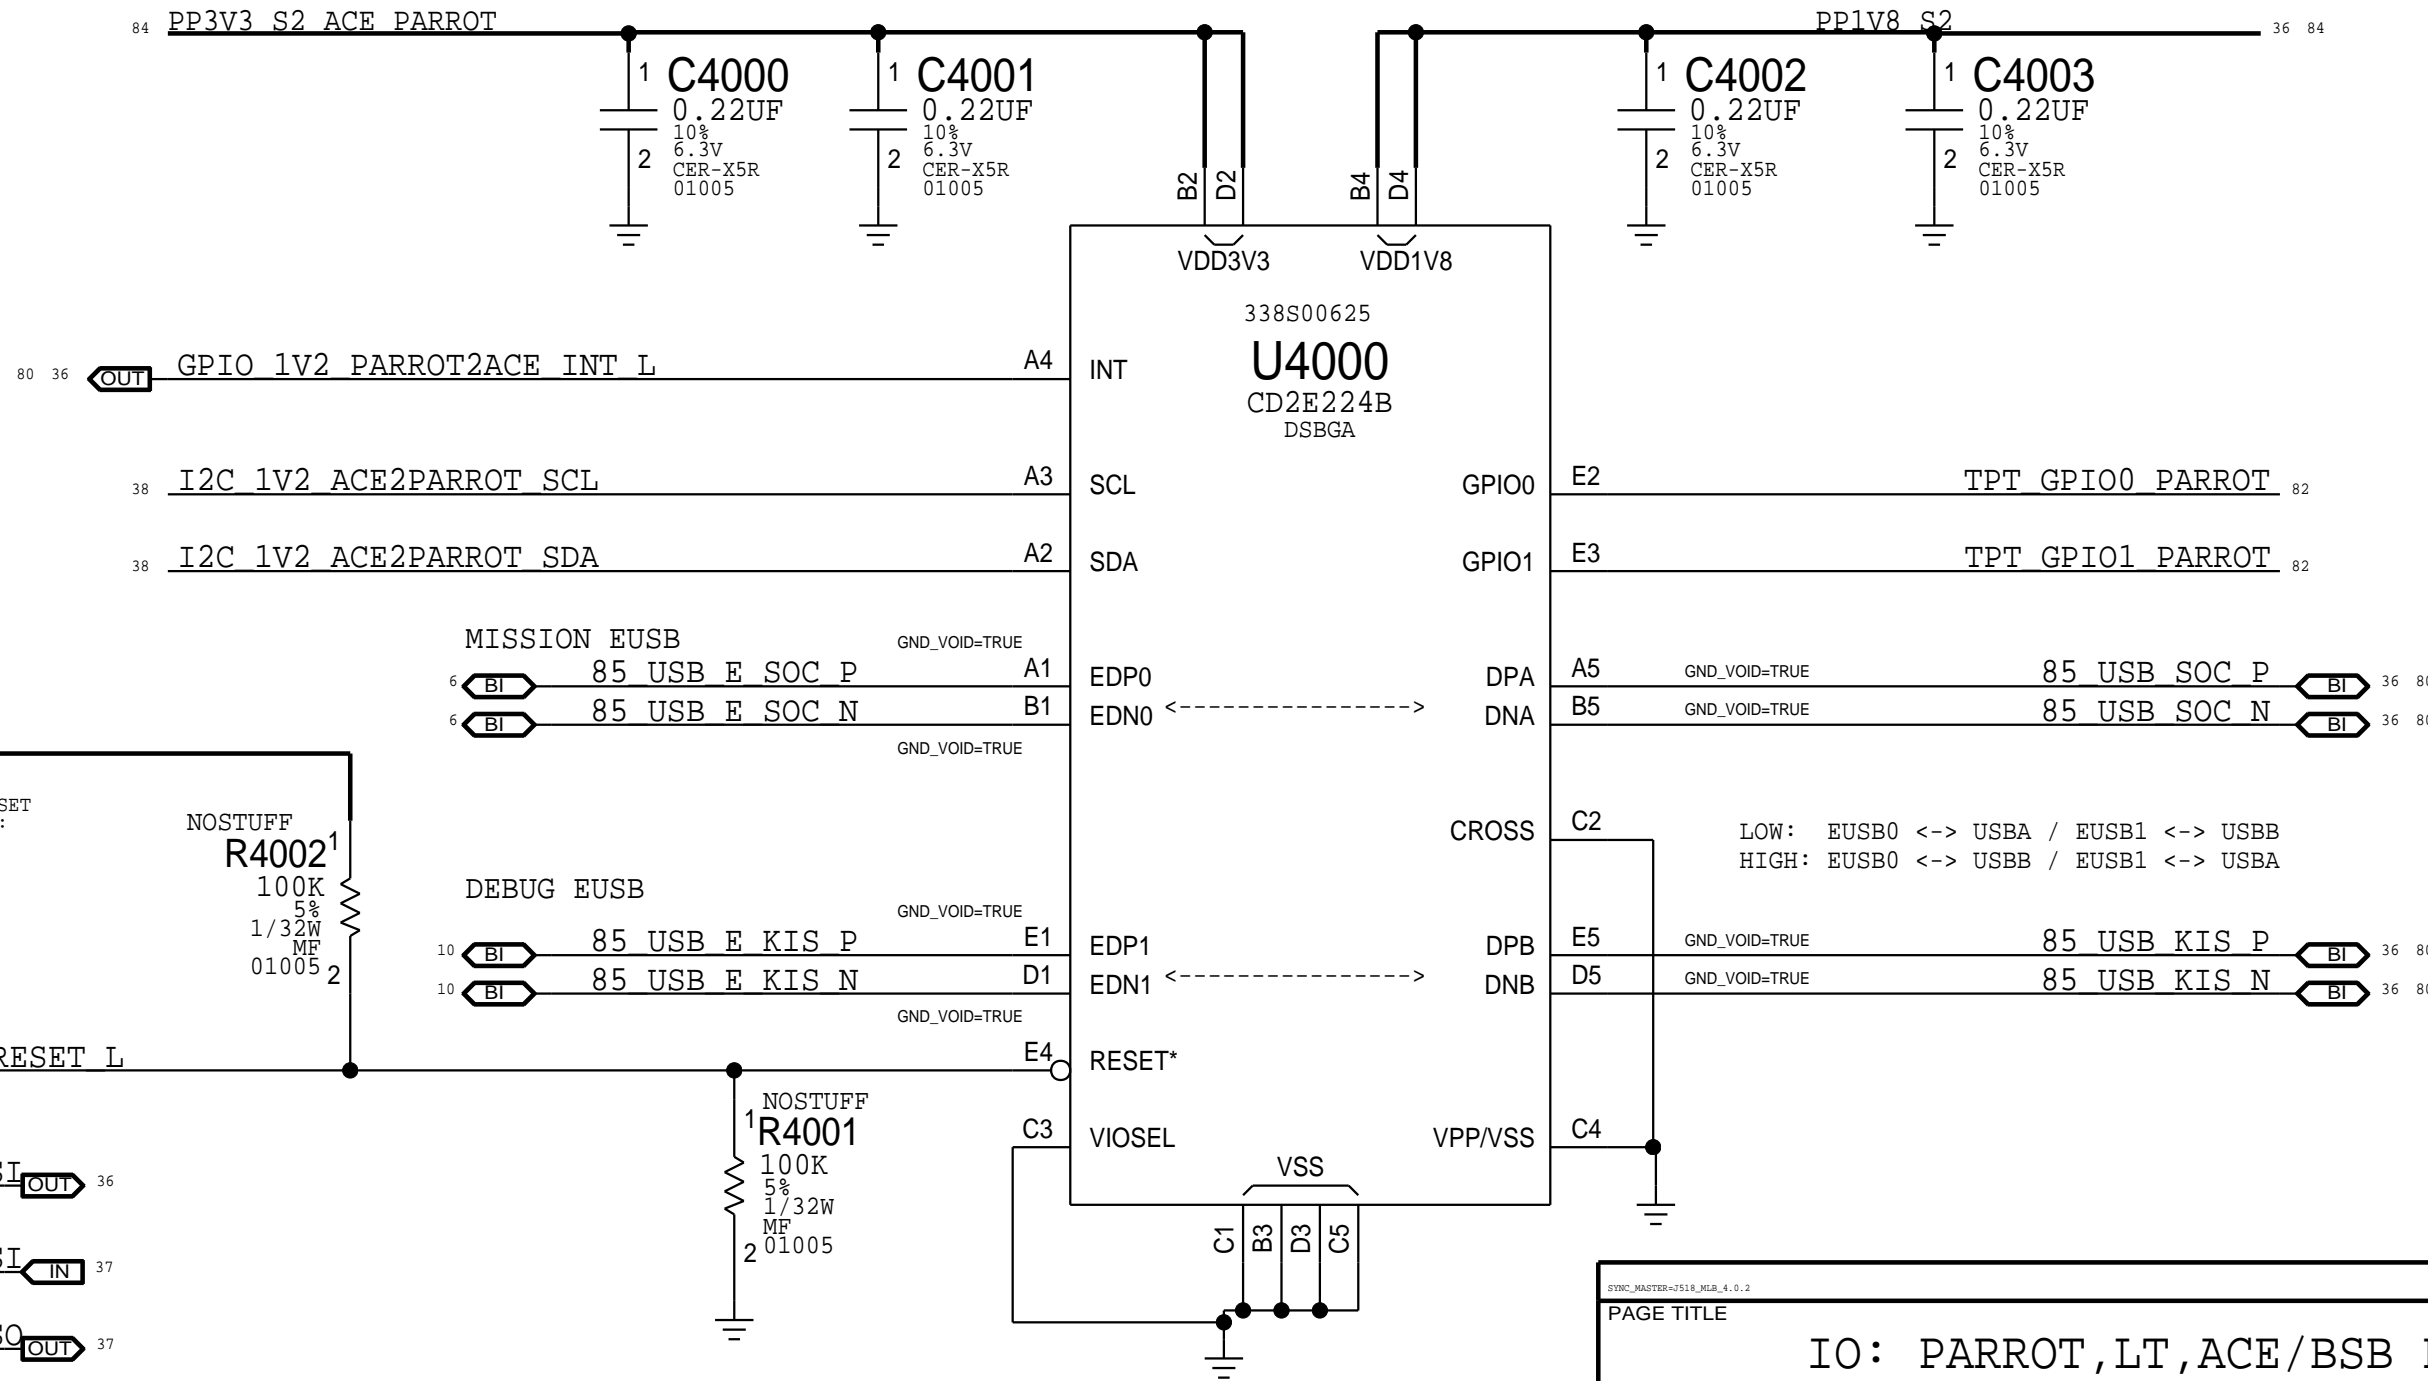 84 PP3V3_S2_ACE_PARROT
PP1V8_S2 36 84
1 C4000
0.22UF
10%
6.3V
2 CER-X5R
01005
1 C4001
0.22UF
10%
6.3V
2 CER-X5R
01005
1 C4002
0.22UF
10%
6.3V
2 CER-X5R
01005
1 C4003
0.22UF
10%
6.3V
2 CER-X5R
01005
B2 D2 B4 D4
VDD3V3 VDD1V8
338S00625
U4000
CD2E224B
DSBGA
80 36 OUT GPIO_1V2_PARROT2ACE_INT_L A4 INT
38 I2C_1V2_ACE2PARROT_SCL A3 SCL
GPIO0 E2 TPT_GPIO0_PARROT 82
38 I2C_1V2_ACE2PARROT_SDA A2 SDA
GPIO1 E3 TPT_GPIO1_PARROT 82
MISSION EUSB GND_VOID=TRUE
6 BI 85_USB_E_SOC_P A1 EDP0
DPA A5 GND_VOID=TRUE 85_USB_SOC_P BI 36
6 BI 85_USB_E_SOC_N B1 EDN0 <---------------> DNA B5 GND_VOID=TRUE 85_USB_SOC_N BI 36
GND_VOID=TRUE
SET
:
NOSTUFF
R4002 1
100K
5%
1/32W
MF
01005 2
CROSS C2
LOW: EUSB0 <-> USBA / EUSB1 <-> USBB
HIGH: EUSB0 <-> USBB / EUSB1 <-> USBA
DEBUG EUSB GND_VOID=TRUE
10 BI 85_USB_E_KIS_P E1 EDP1
DPB E5 GND_VOID=TRUE 85_USB_KIS_P BI 36
10 BI 85_USB_E_KIS_N D1 EDN1 <---------------> DNB D5 GND_VOID=TRUE 85_USB_KIS_N BI 36
GND_VOID=TRUE
RESET_L E4 RESET*
NOSTUFF
1 R4001
100K
5%
1/32W
MF
2 01005
C3 VIOSEL VPP/VSS C4
VSS
C1 B3 D3 C5
SI OUT 36
SI IN 37
SO OUT 37
SYNC_MASTER=J518_MLB_4.0.2
PAGE TITLE
IO: PARROT,LT,ACE/BSB